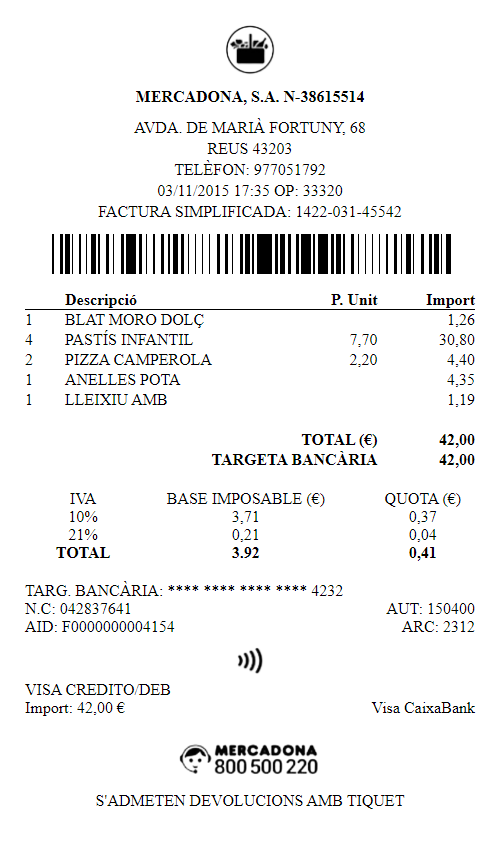 MERCADONA, S.A. N-38615514
AVDA. DE MARIÀ FORTUNY, 68
REUS 43203
TELÈFON: 977051792
03/11/2015 17:35 OP: 33320
FACTURA SIMPLIFICADA: 1422-031-45542
Descripció P. Unit Import
1 BLAT MORO DOLÇ 1,26
4 PASTÍS INFANTIL 7,70 30,80
2 PIZZA CAMPEROLA 2,20 4,40
1 ANELLES POTA 4,35
1 LLEIXIU AMB 1,19
TOTAL (€) 42,00
TARGETA BANCÀRIA 42,00
IVA BASE IMPOSABLE (€) QUOTA (€)
10% 3,71 0,37
21% 0,21 0,04
TOTAL 3.92 0,41
TARG. BANCÀRIA: **** **** **** **** 4232
N.C: 042837641 AUT: 150400
AID: F0000000004154 ARC: 2312
VISA CREDITO/DEB
Import: 42,00 € Visa CaixaBank
MERCADONA
800 500 220
S'ADMETEN DEVOLUCIONS AMB TIQUET